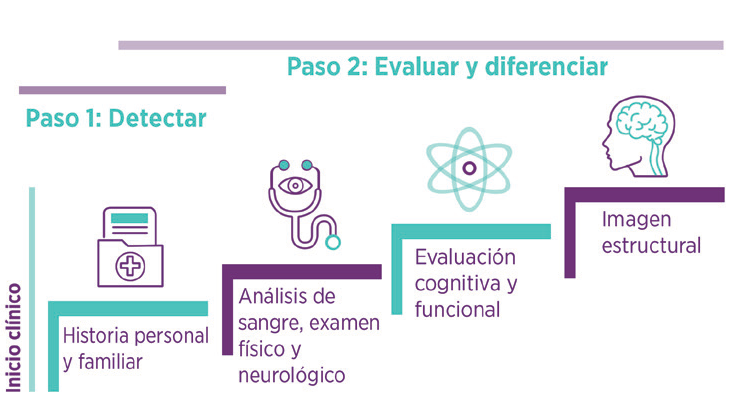 Paso 2: Evaluar y diferenciar
Paso 1: Detectar
Inicio clínico
Historia personal
y familiar
Análisis de
sangre, examen
físico y
neurológico
Evaluación
cognitiva y
funcional
Imagen
estructural